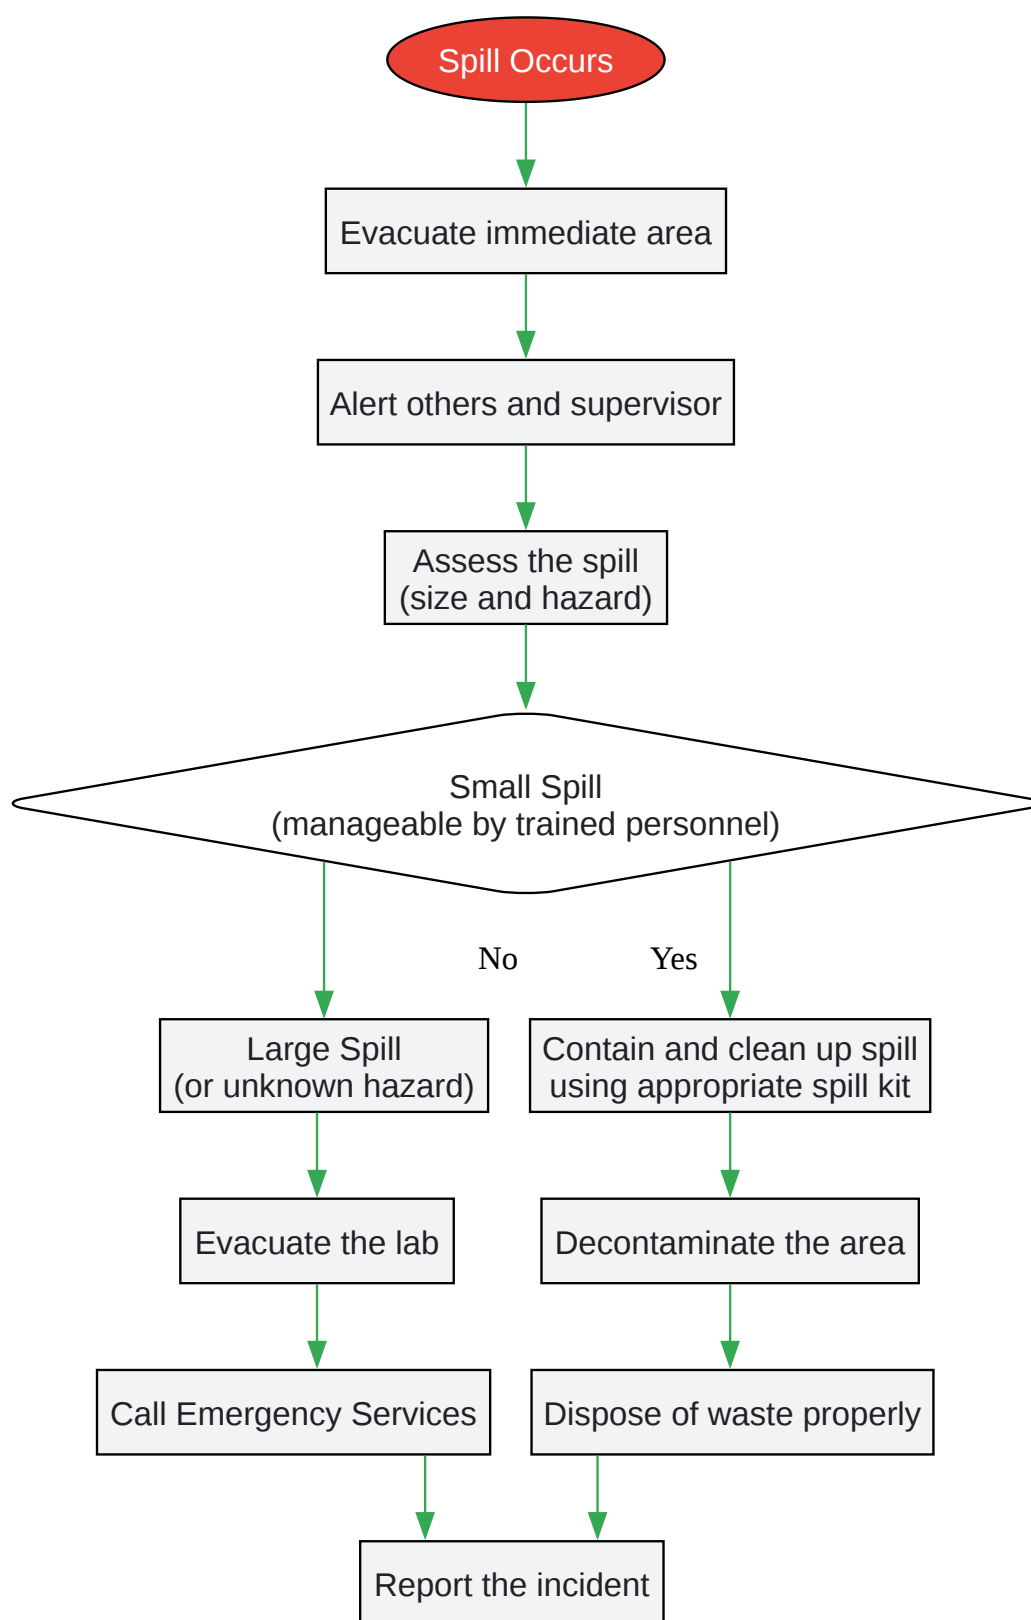 Spill Occurs
Evacuate immediate area
Alert others and supervisor
Assess the spill
(size and hazard)
Small Spill
(manageable by trained personnel)
No
Yes
Large Spill
(or unknown hazard)
Contain and clean up spill
using appropriate spill kit
Evacuate the lab
Decontaminate the area
Call Emergency Services
Dispose of waste properly
Report the incident